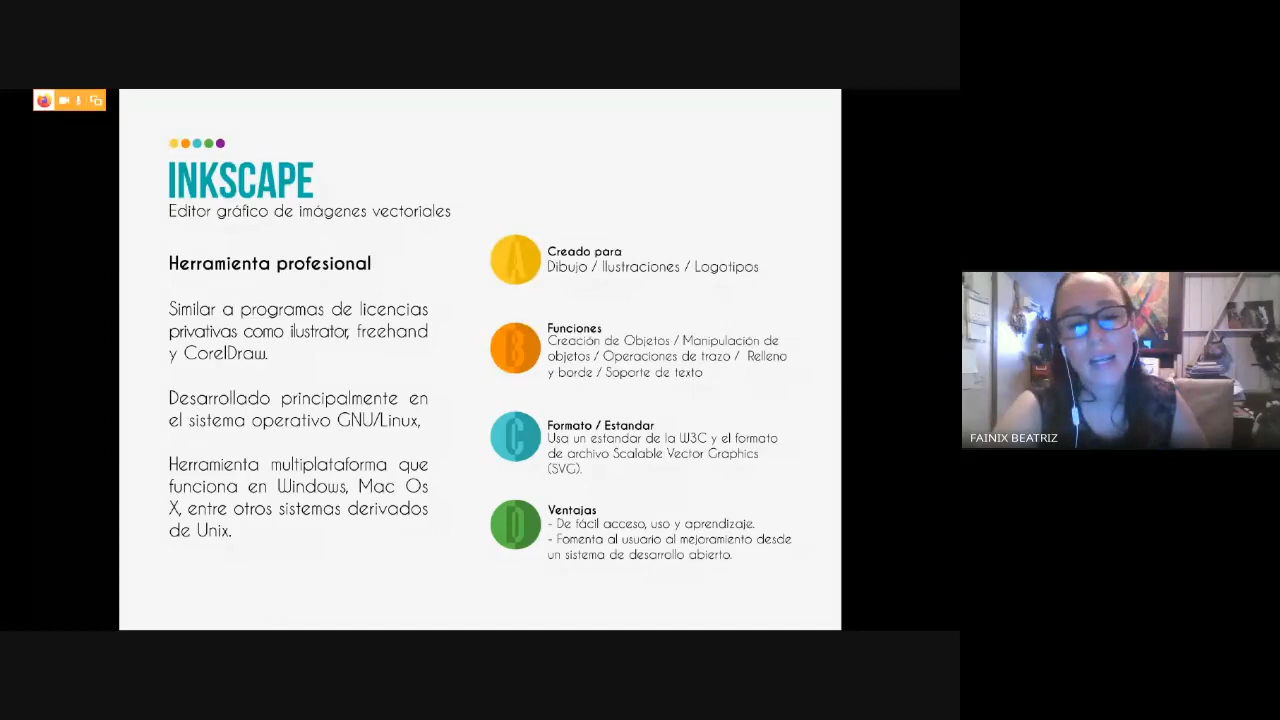 INKSCAPE
Editor gráfico de imágenes vectoriales
Herramienta profesional
Similar a programas de licencias
privativas como ilustrator, freehand
y CorelDraw.
Desarrollado principalmente en
el sistema operativo GNU/Linux,
Herramienta multiplataforma que
funciona en Windows, Mac Os
X, entre otros sistemas derivados
de Unix.
A
Creado para
Dibujo / Ilustraciones / Logotipos
B
Funciones
Creación de Objetos / Manipulación de
objetos / Operaciones de trazo / Relleno
y borde / Soporte de texto
C
Formato / Estandar
Usa un estandar de la W3C y el formato
de archivo Scalable Vector Graphics
(SVG).
D
Ventajas
- De fácil acceso, uso y aprendizaje.
- Fomenta al usuario al mejoramiento desde
un sistema de desarrollo abierto.
FAINIX BEATRIZ